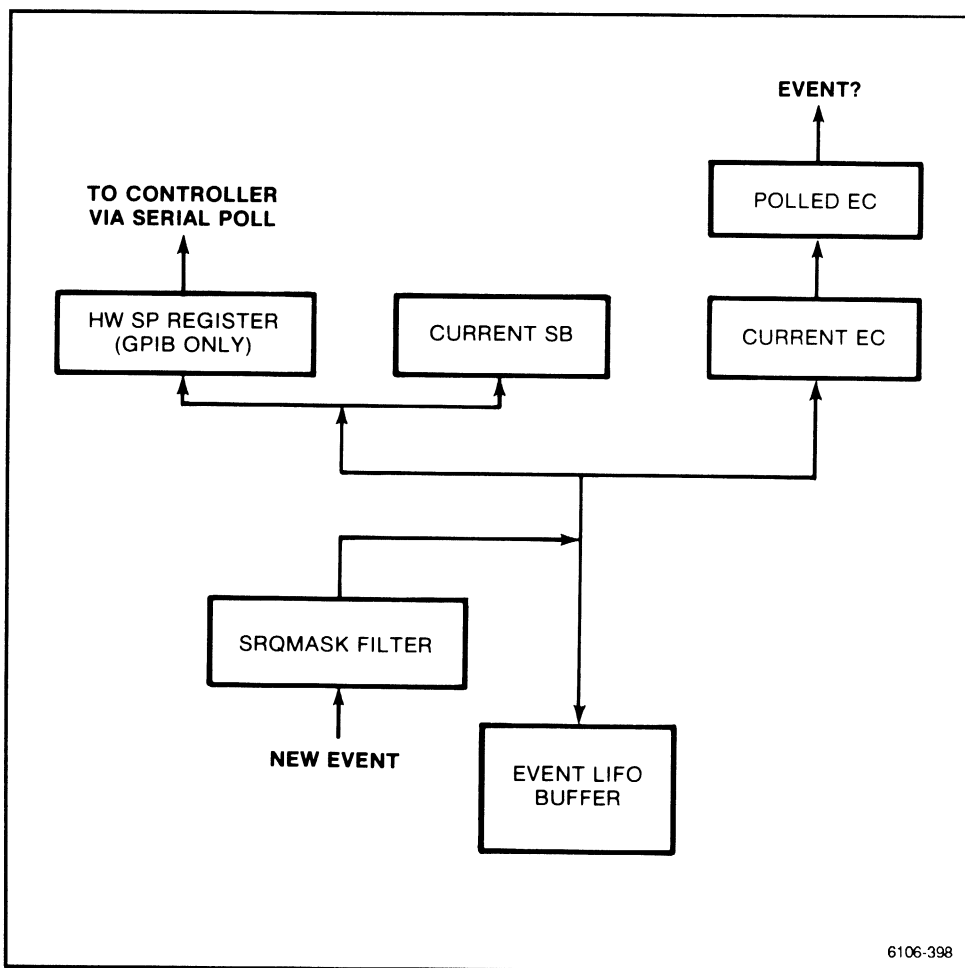 EVENT?
POLLED EC
TO CONTROLLER
VIA SERIAL POLL
HW SP REGISTER
(GPIB ONLY)
CURRENT SB
CURRENT EC
SRQMASK FILTER
NEW EVENT
EVENT LIFO
BUFFER
6106-398